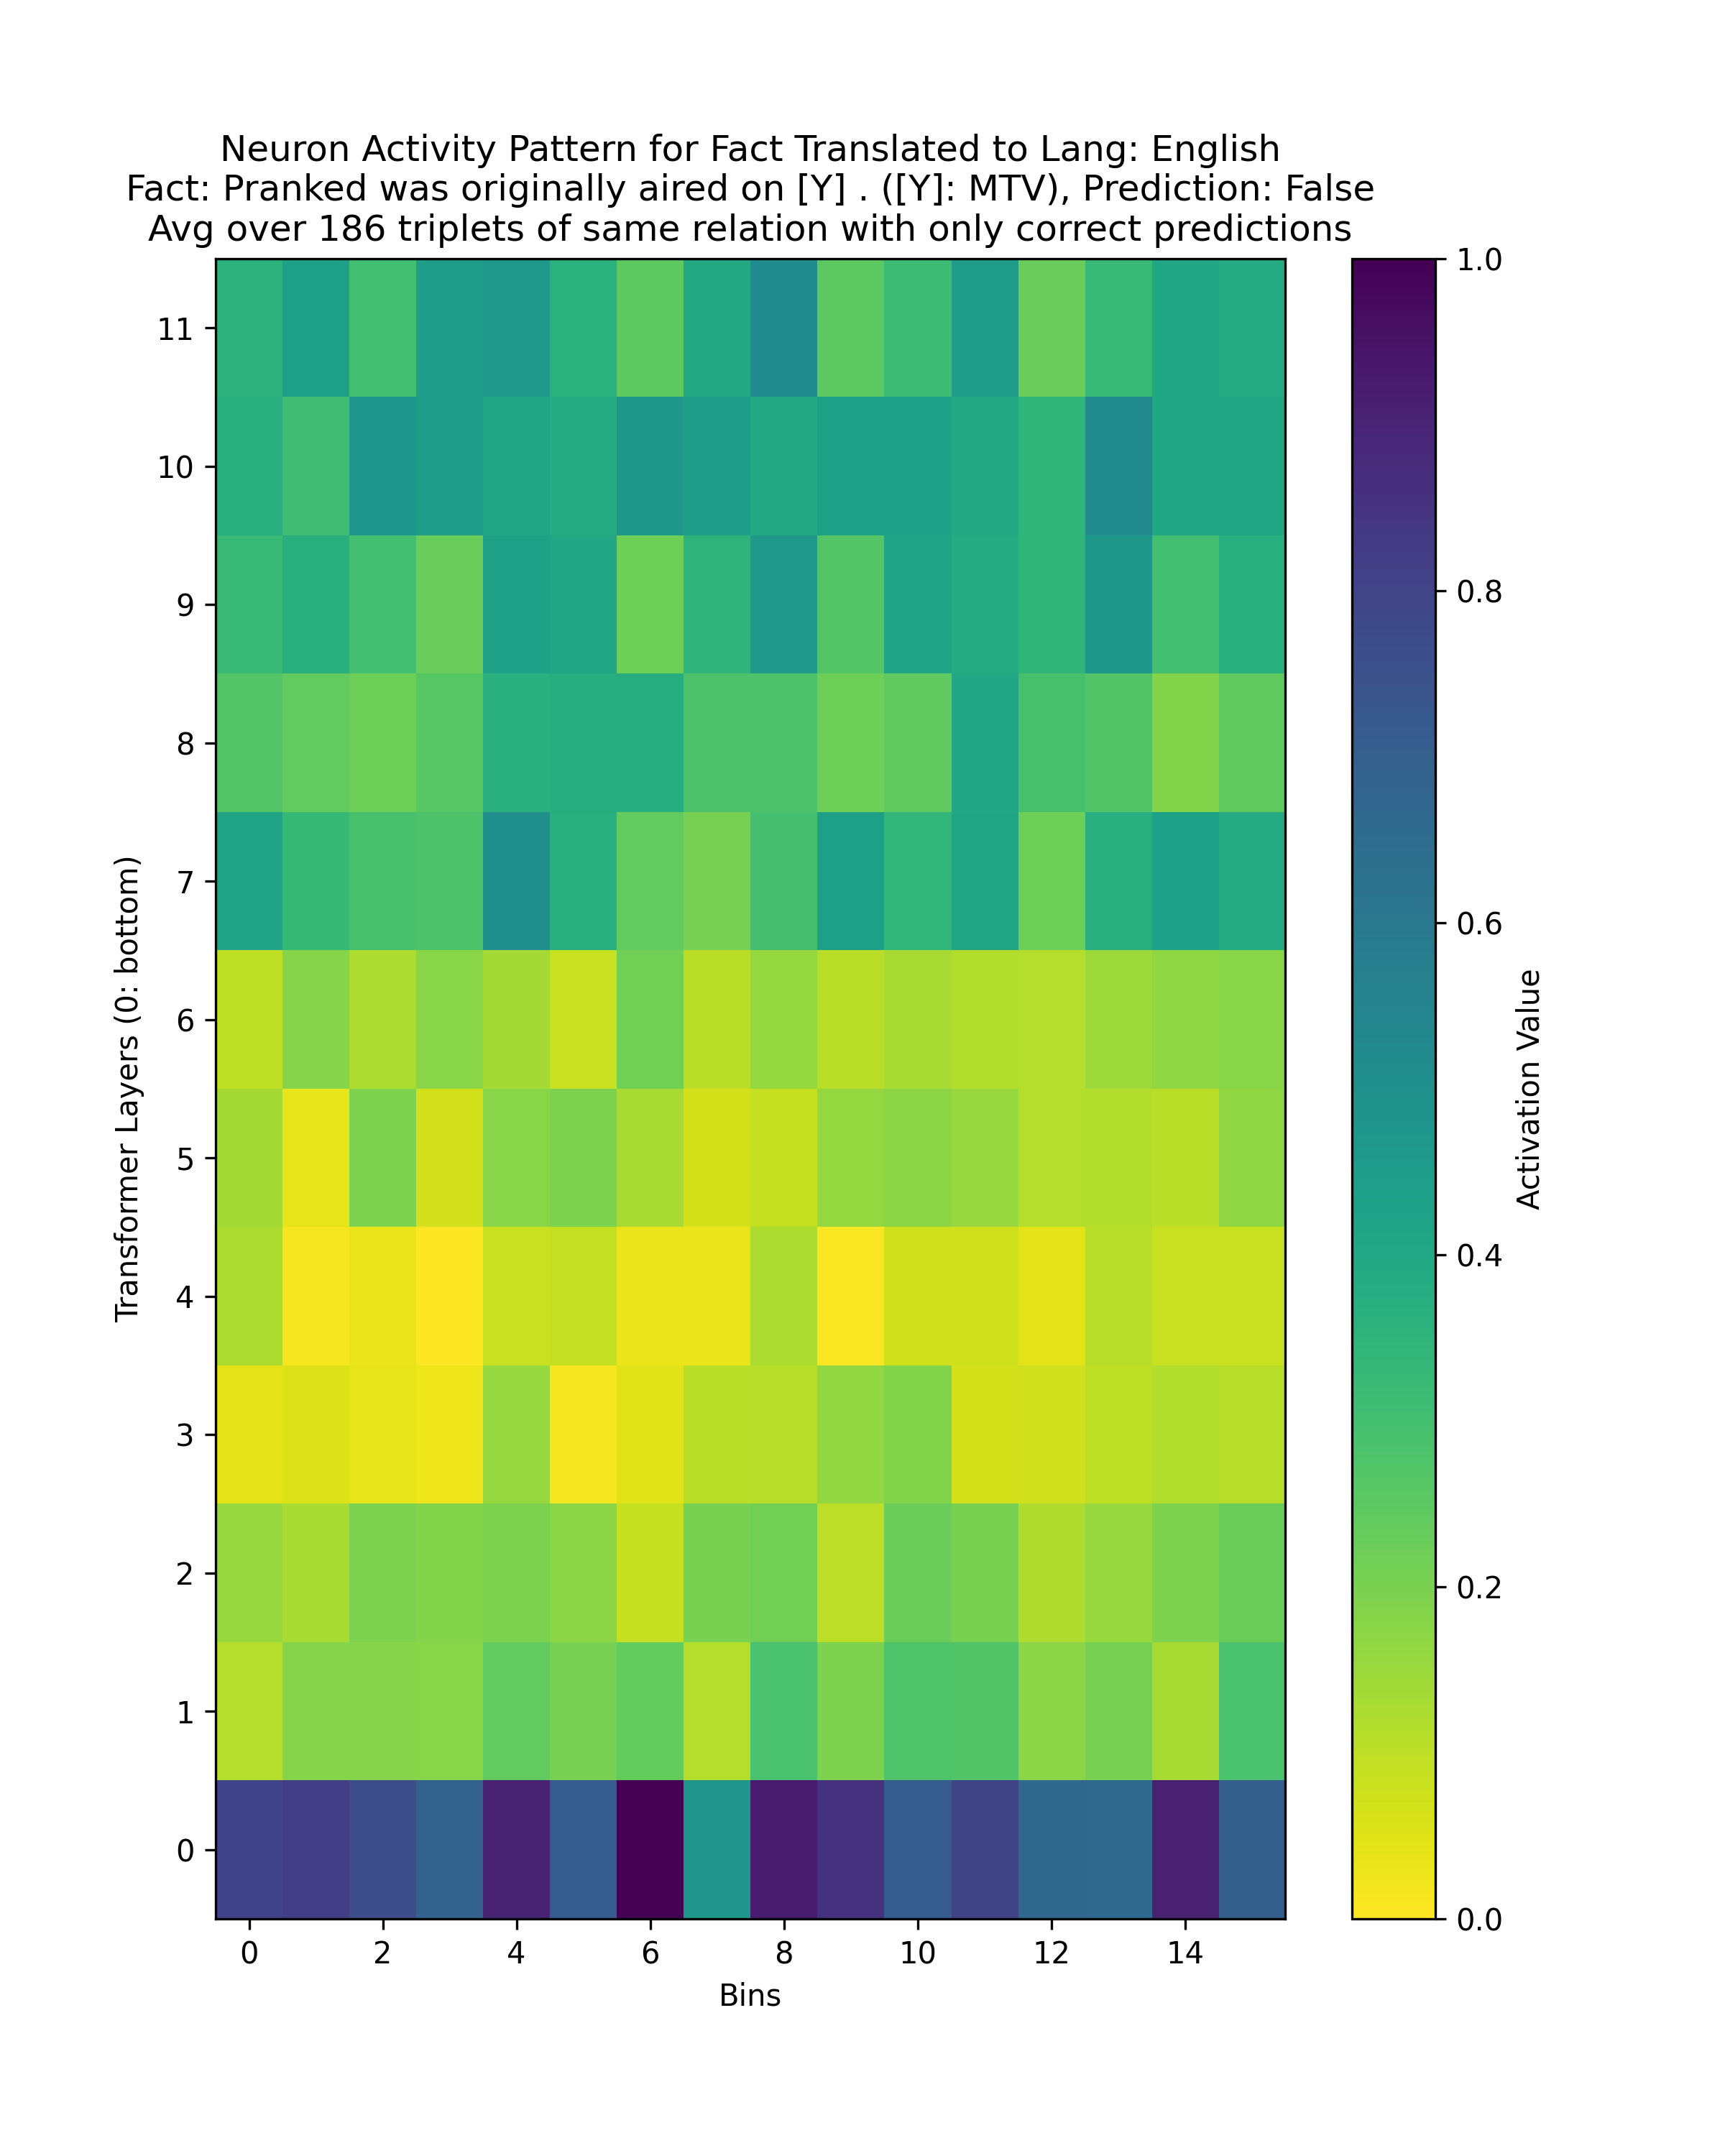 Neuron Activity Pattern for Fact Translated to Lang: English
Fact: Pranked was originally aired on [Y] . ([Y]: MTV), Prediction: False
Avg over 186 triplets of same relation with only correct predictions
Transformer Layers (0: bottom)
11
10
9
8
7
6
5
4
3
2
1
0
0 2 4 6 8 10 12 14
Bins
1.0
0.8
0.6
0.4
0.2
0.0
Activation Value